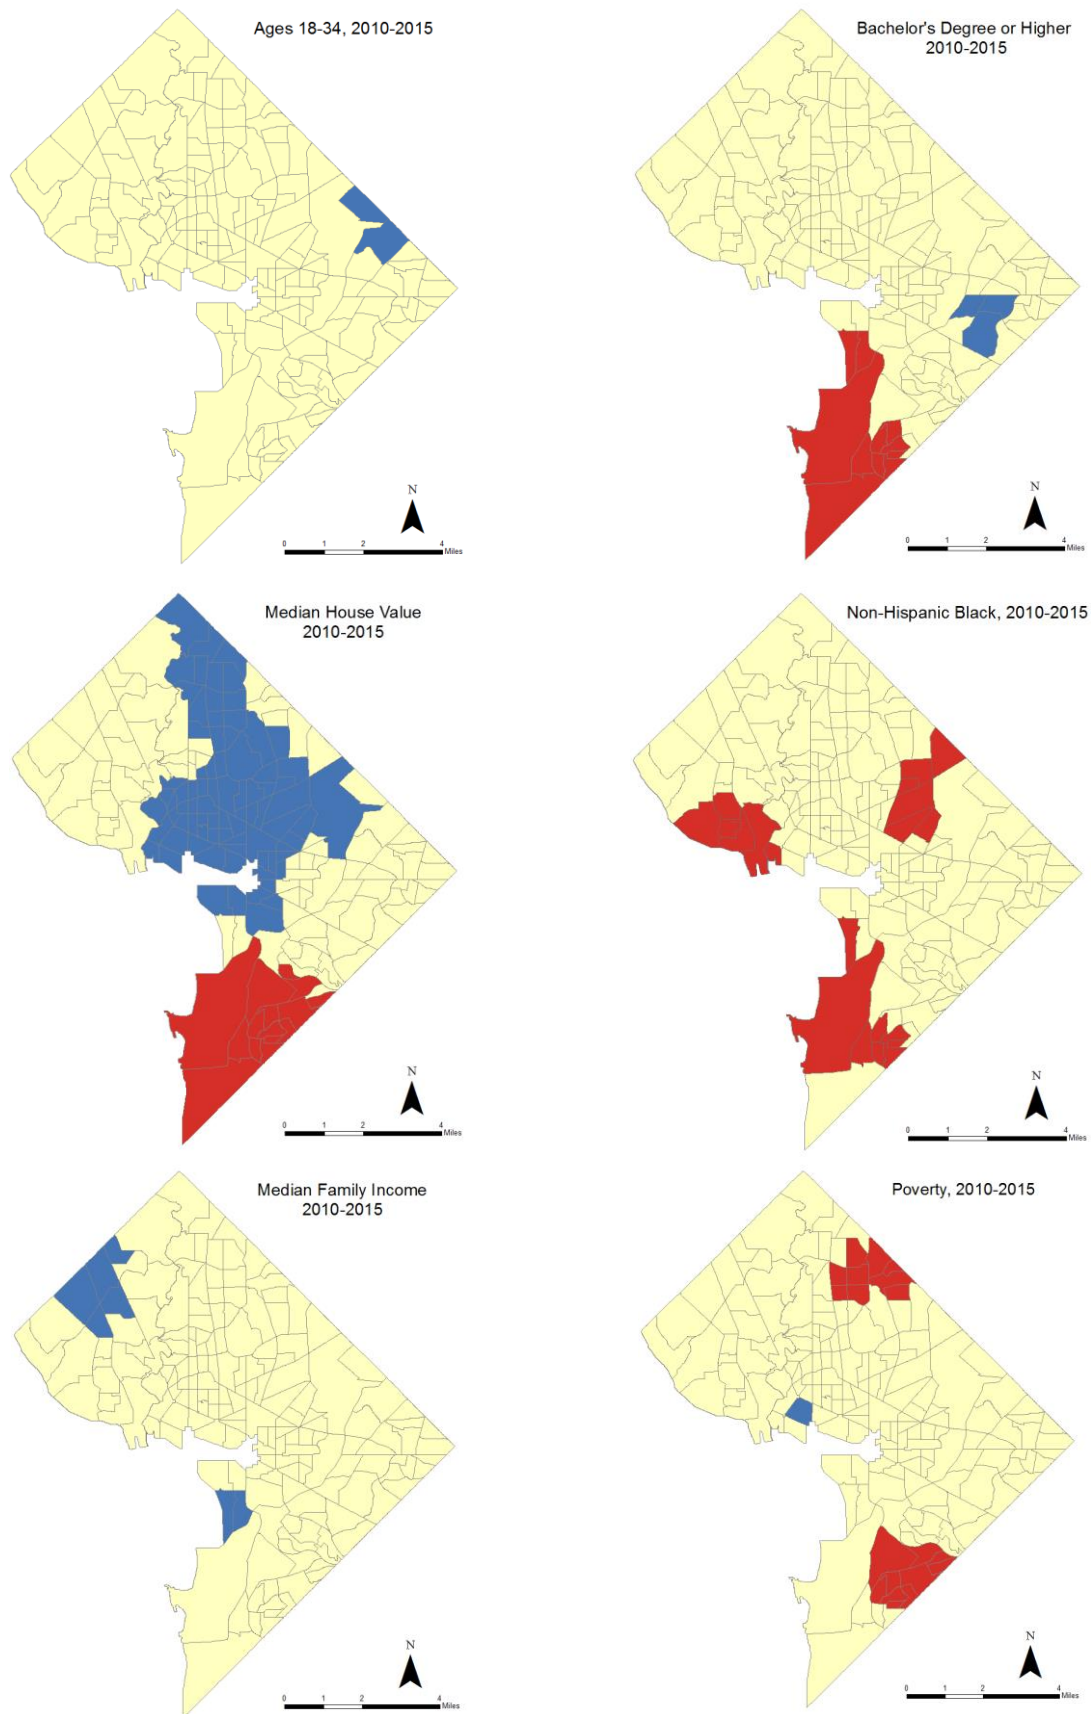 Ages 18-34, 2010-2015
N
0 1 2 4
Miles
Bachelor's Degree or Higher
2010-2015
N
0 1 2 4
Miles
Median House Value
2010-2015
N
0 1 2 4
Miles
Non-Hispanic Black, 2010-2015
N
0 1 2 4
Miles
Median Family Income
2010-2015
N
0 1 2 4
Miles
Poverty, 2010-2015
N
0 1 2 4
Miles